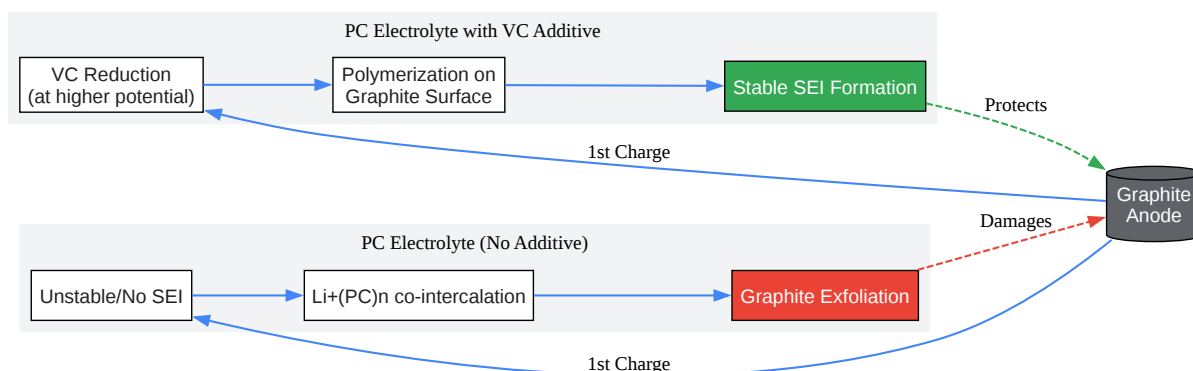 PC Electrolyte with VC Additive
VC Reduction
(at higher potential)
Polymerization on
Graphite Surface
Stable SEI Formation
Protects
1st Charge
Graphite
Anode
Damages
PC Electrolyte (No Additive)
Unstable/No SEI
Li+(PC)n co-intercalation
Graphite Exfoliation
1st Charge